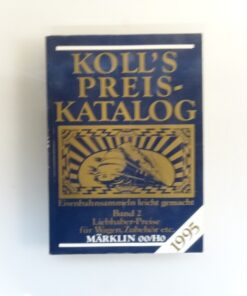 KOLL'S
PREIS-
KATALOG
Eisenbahnsammeln leicht gemacht
Band 2
Liebhaber-Preise
für Wagen, Zubehör etc.
MÄRKLIN 00/H0
1995